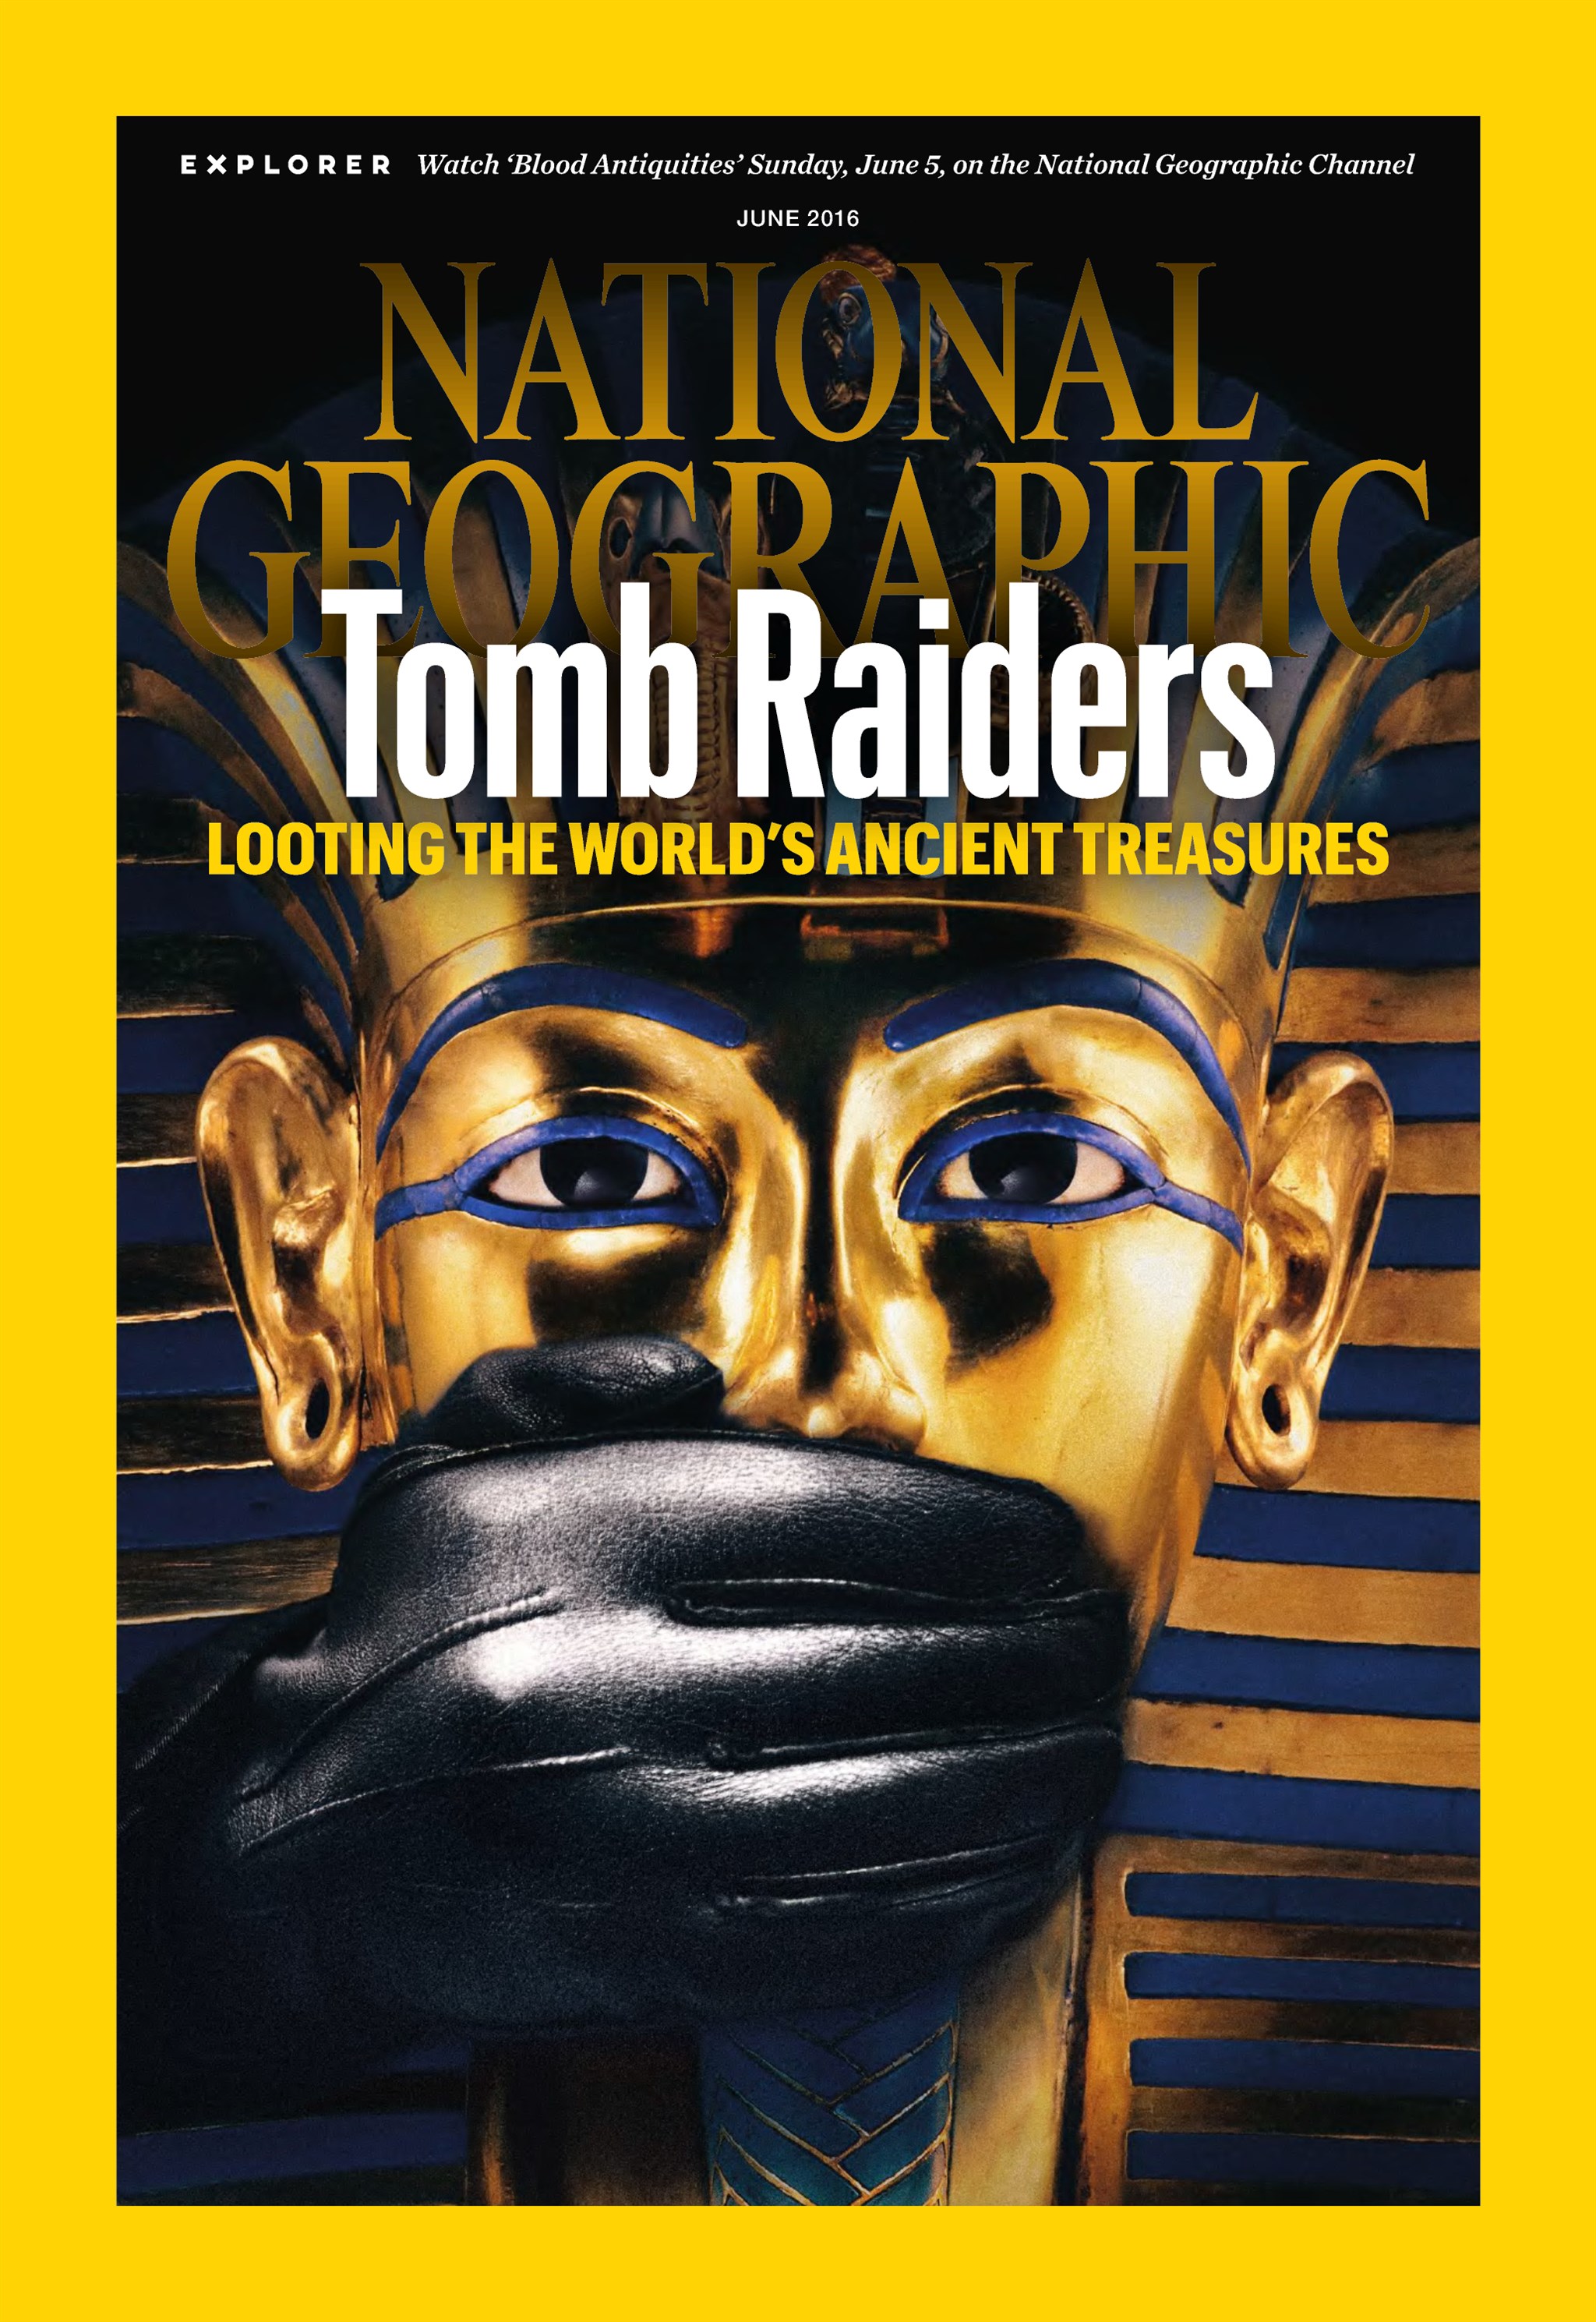 EXPLORER Watch ‘Blood Antiquities’ Sunday, June 5, on the National Geographic Channel
JUNE 2016
NATIONAL
GEOGRAPHIC
Tomb Raiders
LOOTING THE WORLD’S ANCIENT TREASURES